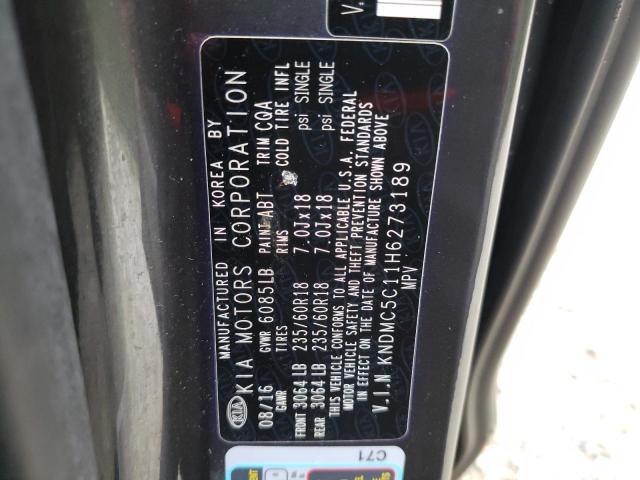 MANUFACTURED IN KOREA BY
KIA KIA MOTORS CORPORATION
08/16 GVWR 6085LB PAINT ABT TRIM CQA
GAWR TIRES RIMS COLD TIRE INFL
FRONT 3064LB 235/60R18 7.0Jx18 psi SINGLE
REAR 3064LB 235/60R18 7.0Jx18 psi SINGLE
THIS VEHICLE CONFORMS TO ALL APPLICABLE U.S.A. FEDERAL
MOTOR VEHICLE SAFETY AND THEFT PREVENTION STANDARDS
IN EFFECT ON THE DATE OF MANUFACTURE SHOWN ABOVE
V.I.N KNDMC5C11H6273189
MPV
V.
C71